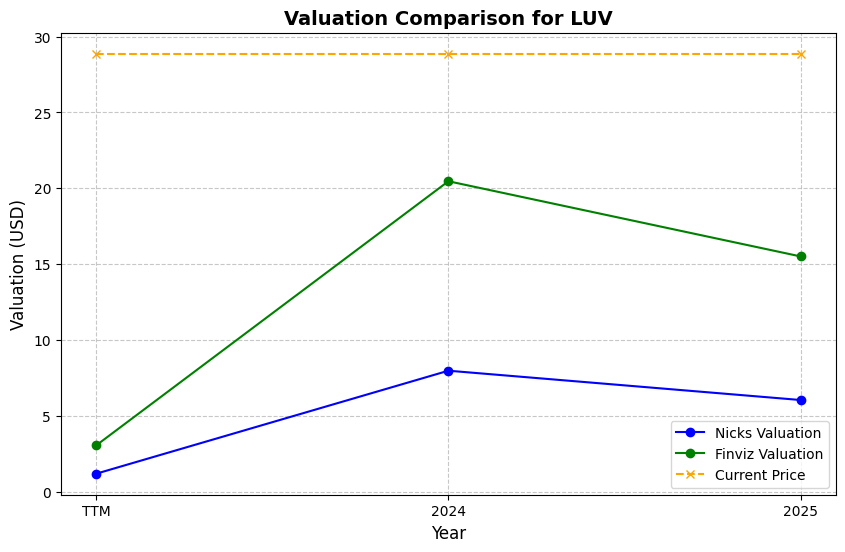 Valuation Comparison for LUV
Valuation (USD)
30
25
20
15
10
5
0
TTM
2024
2025
Year
Nicks Valuation
Finviz Valuation
Current Price